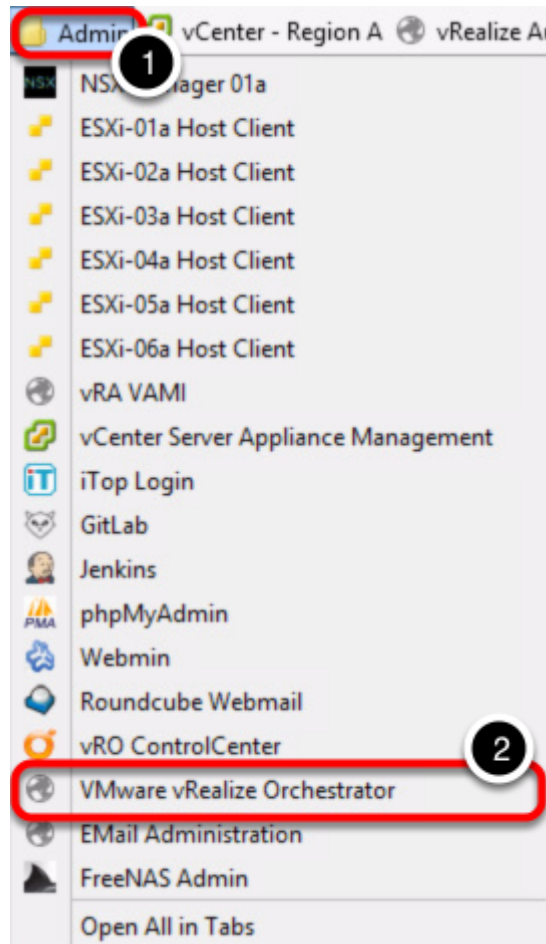 Admin vCenter - Region A vRealize Au
1
NSX NSX ager 01a
ESXi-01a Host Client
ESXi-02a Host Client
ESXi-03a Host Client
ESXi-04a Host Client
ESXi-05a Host Client
ESXi-06a Host Client
vRA VAMI
vCenter Server Appliance Management
iT iTop Login
GitLab
Jenkins
PMA phpMyAdmin
Webmin
Roundcube Webmail
vRO ControlCenter
2
VMware vRealize Orchestrator
EMail Administration
FreeNAS Admin
Open All in Tabs